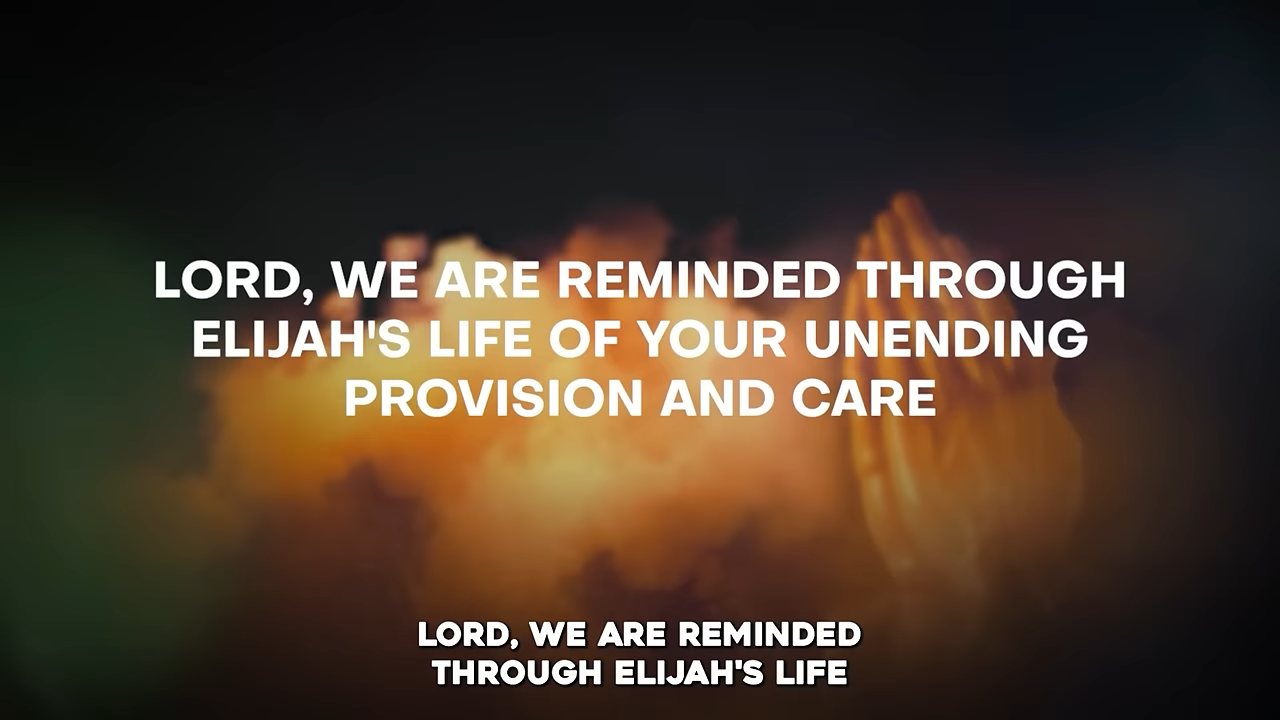 LORD, WE ARE REMINDED THROUGH
ELIJAH'S LIFE OF YOUR UNENDING
PROVISION AND CARE
LORD, WE ARE REMINDED
THROUGH ELIJAH'S LIFE